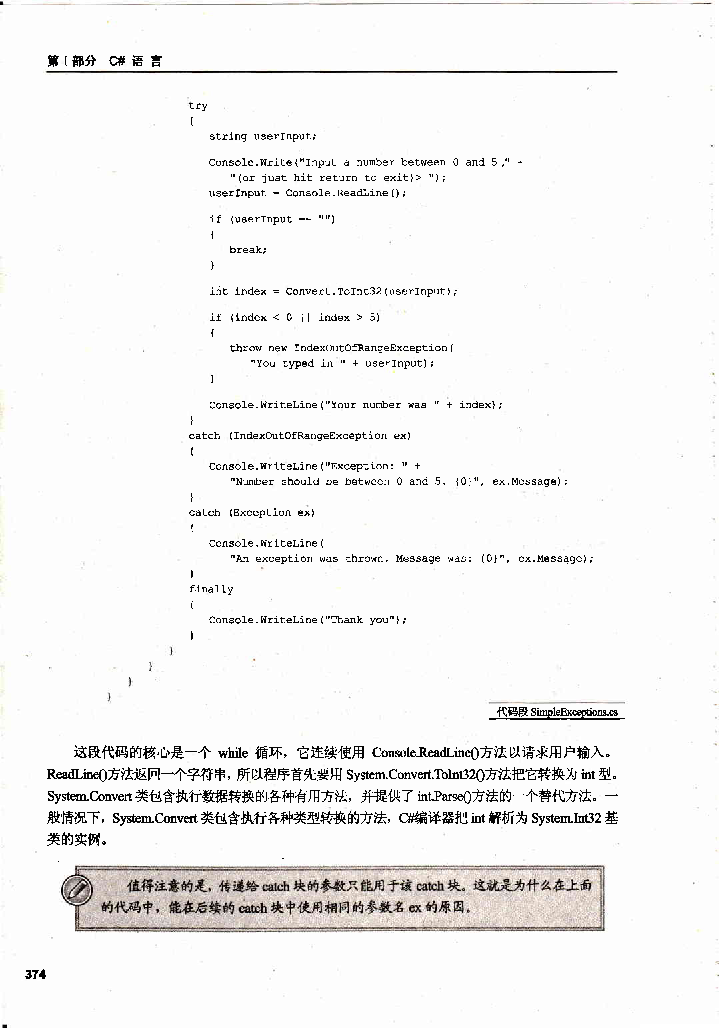 第 I 部分 C# 语 言
try
{
string userInput;
Console.Write("Input a number between 0 and 5 ," +
"(or just hit return to exit)> ");
userInput = Console.ReadLine();
if (userInput == "")
{
break;
}
int index = Convert.ToInt32(userInput);
if (index < 0 || index > 5)
{
throw new IndexOutOfRangeException(
"You typed in " + userInput);
}
Console.WriteLine("Your number was " + index);
}
catch (IndexOutOfRangeException ex)
{
Console.WriteLine("Exception: " +
"Number should be between 0 and 5. {0}", ex.Message);
}
catch (Exception ex)
{
Console.WriteLine(
"An exception was thrown. Message was: {0}", ex.Message);
}
finally
{
Console.WriteLine("Thank you");
}
}
}
}
}
代码段 SimpleExceptions.cs
这段代码的核心是一个 while 循环，它连续使用 Console.ReadLine()方法以请求用户输入。
ReadLine()方法返回一个字符串，所以程序首先要用 System.Convert.ToInt32()方法把它转换为 int 型。
System.Convert 类包含执行数据转换的各种有用方法，并提供了 int.Parse()方法的一个替代方法。一
般情况下，System.Convert 类包含执行各种类型转换的方法，C#编译器把 int 解析为 System.Int32 基
类的实例。
值得注意的是，传递给 catch 块的参数只能用于该 catch 块。这就是为什么在上面
的代码中，能在后续的 catch 块中使用相同的参数名 ex 的原因。
374